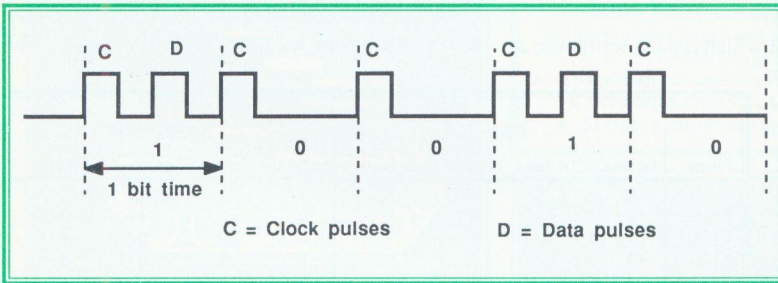 C D C C C D C
1 0 0 1 0
1 bit time
C = Clock pulses D = Data pulses